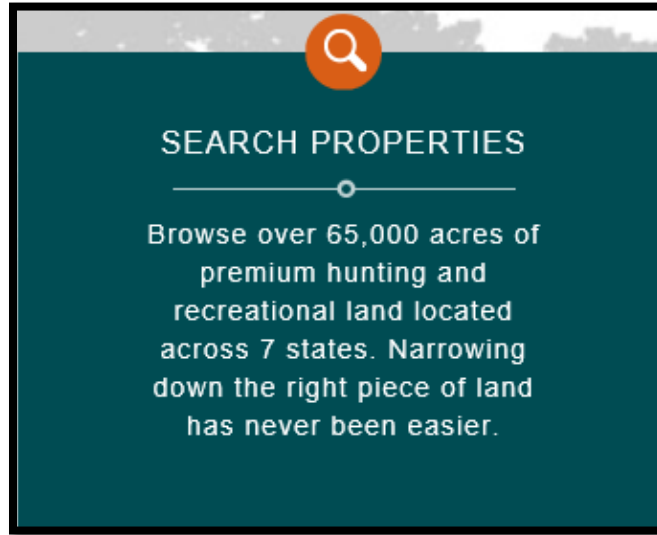 SEARCH PROPERTIES
Browse over 65,000 acres of
premium hunting and
recreational land located
across 7 states. Narrowing
down the right piece of land
has never been easier.